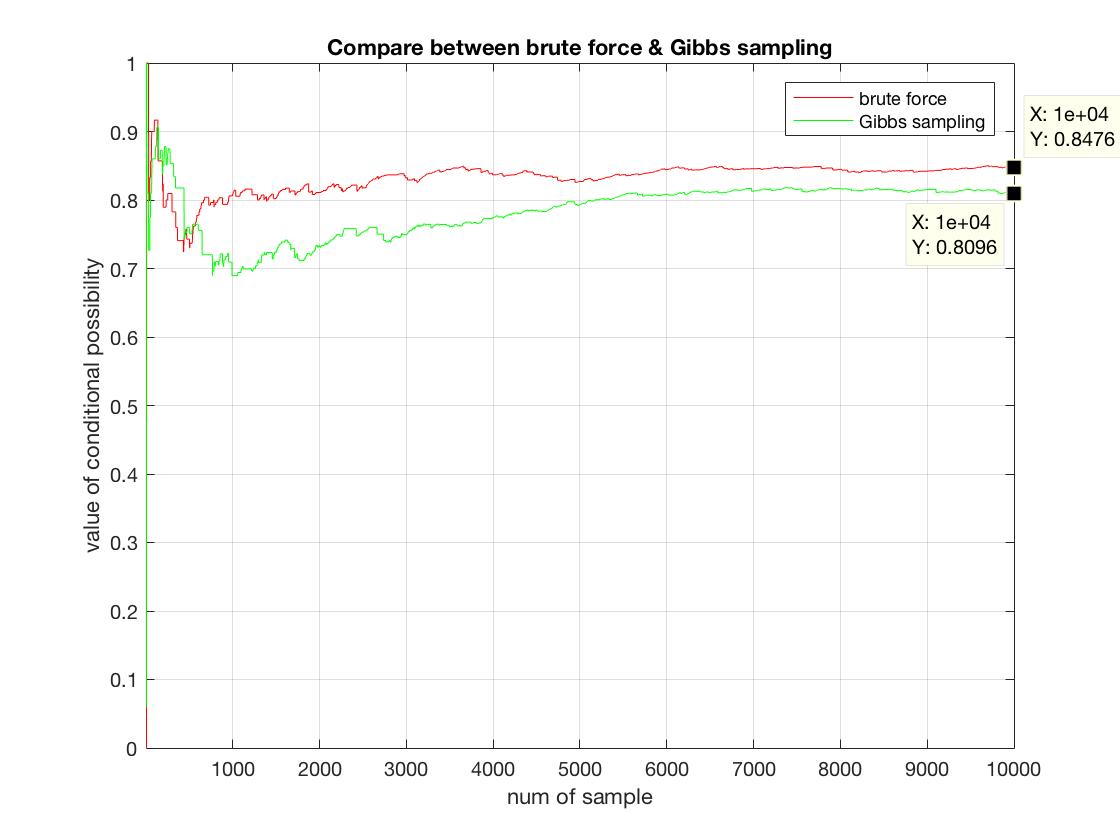 Compare between brute force & Gibbs sampling
brute force
Gibbs sampling
X: 1e+04
Y: 0.8476
X: 1e+04
Y: 0.8096
value of conditional possibility
1
0.9
0.8
0.7
0.6
0.5
0.4
0.3
0.2
0.1
0
1000 2000 3000 4000 5000 6000 7000 8000 9000 10000
num of sample